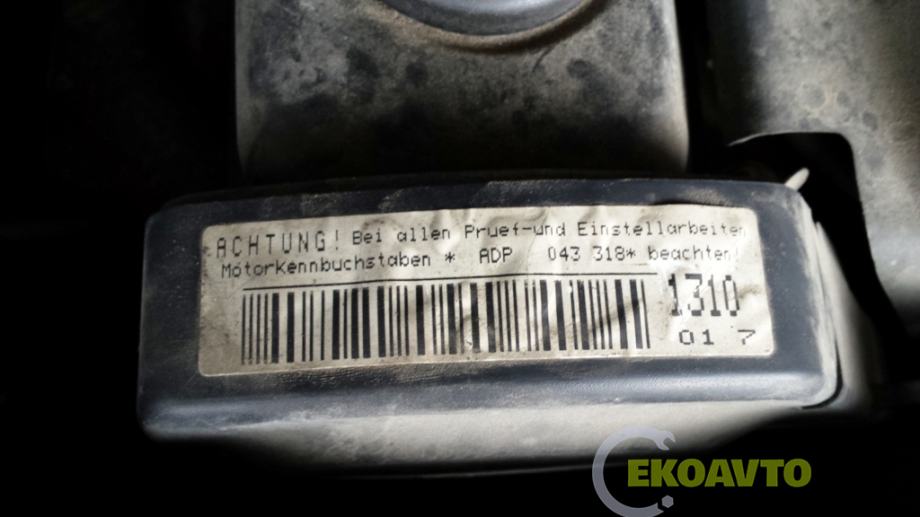 ACHTUNG! Bei allen Pruef-und Einstellarbeiten
Motorkennbuchstaben * ADP 043 318* beachten!
1310
01 7
EKOAVTO